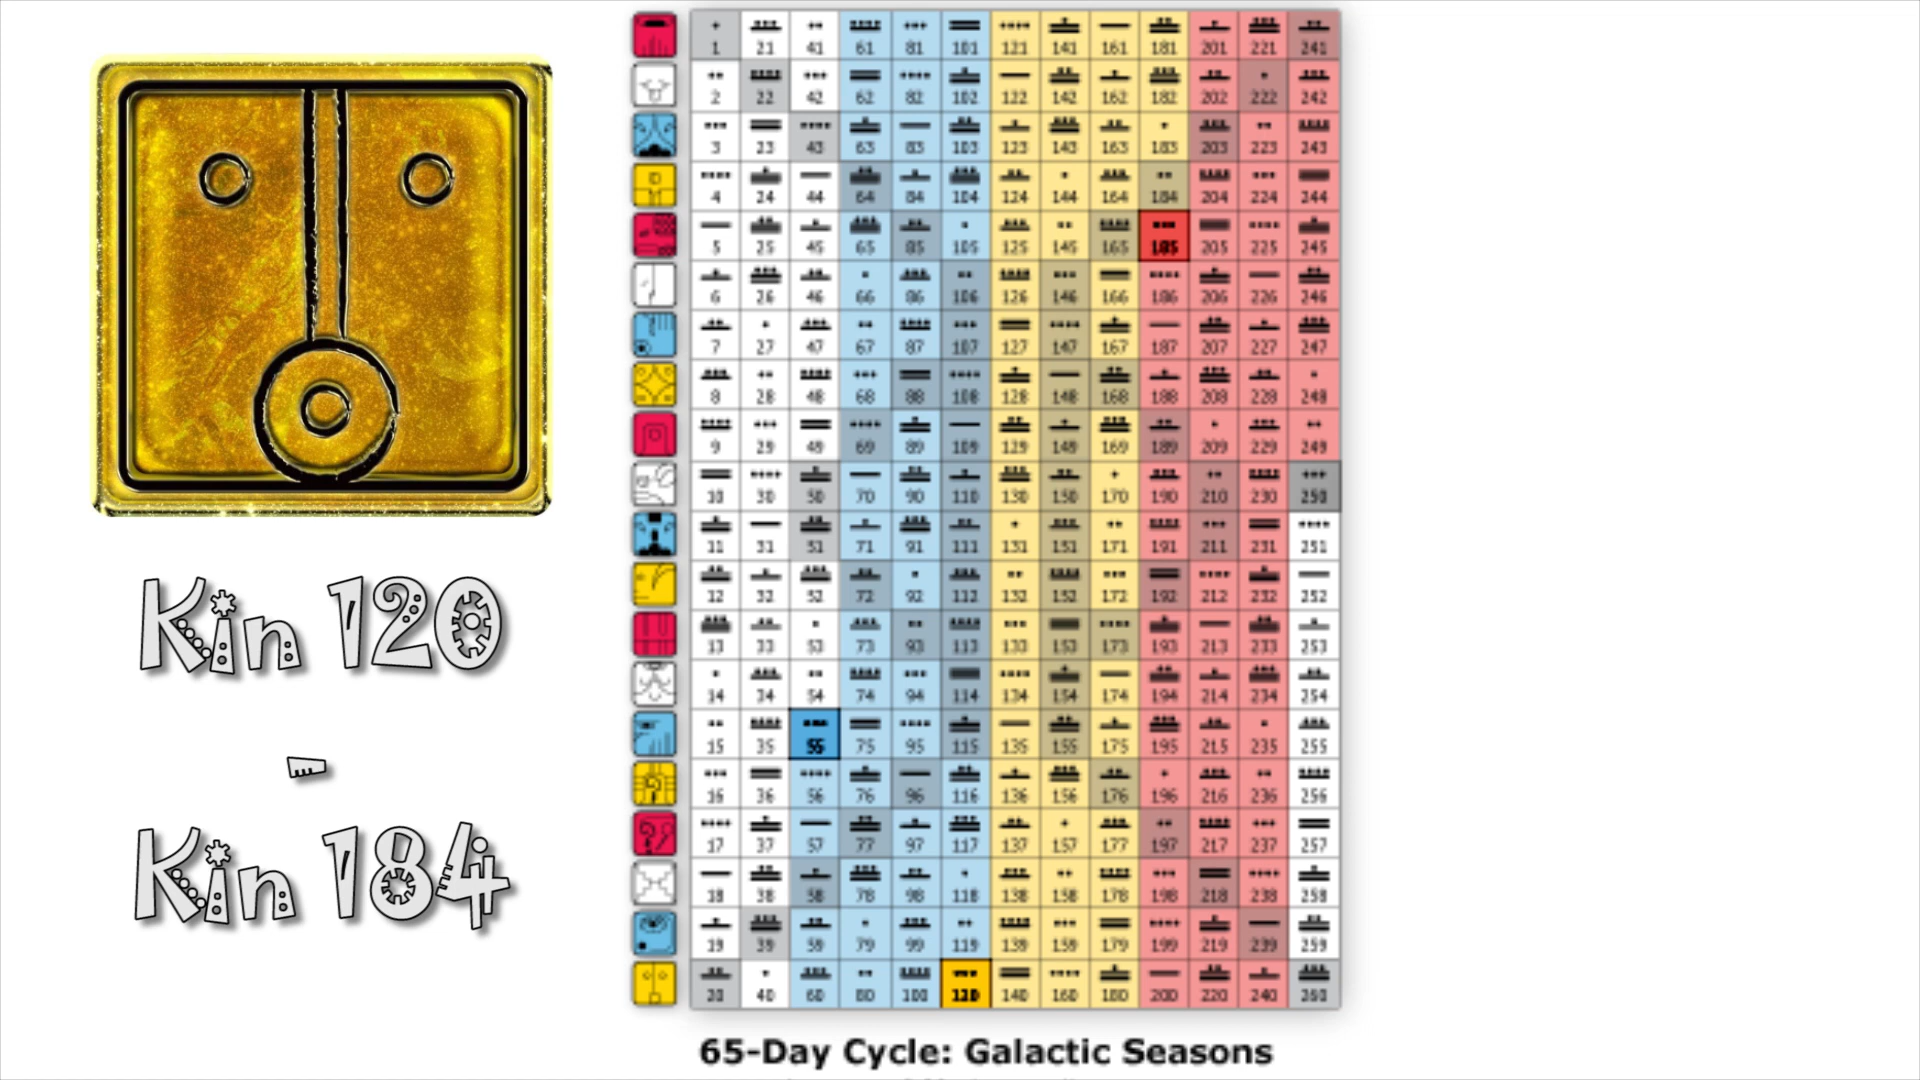 Kin 120
-
Kin 184
1 21 41 61 81 101 121 141 161 181 201 221 241
2 22 42 62 82 102 122 142 162 182 202 222 242
3 23 43 63 83 103 123 143 163 183 203 223 243
4 24 44 64 84 104 124 144 164 184 204 224 244
5 25 45 65 85 105 125 145 165 185 205 225 245
6 26 46 66 86 106 126 146 166 186 206 226 246
7 27 47 67 87 107 127 147 167 187 207 227 247
8 28 48 68 88 108 128 148 168 188 208 228 248
9 29 49 69 89 109 129 149 169 189 209 229 249
10 30 50 70 90 110 130 150 170 190 210 230 250
11 31 51 71 91 111 131 151 171 191 211 231 251
12 32 52 72 92 112 132 152 172 192 212 232 252
13 33 53 73 93 113 133 153 173 193 213 233 253
14 34 54 74 94 114 134 154 174 194 214 234 254
15 35 55 75 95 115 135 155 175 195 215 235 255
16 36 56 76 96 116 136 156 176 196 216 236 256
17 37 57 77 97 117 137 157 177 197 217 237 257
18 38 58 78 98 118 138 158 178 198 218 238 258
19 39 59 79 99 119 139 159 179 199 219 239 259
20 40 60 80 100 120 140 160 180 200 220 240 260
65-Day Cycle: Galactic Seasons